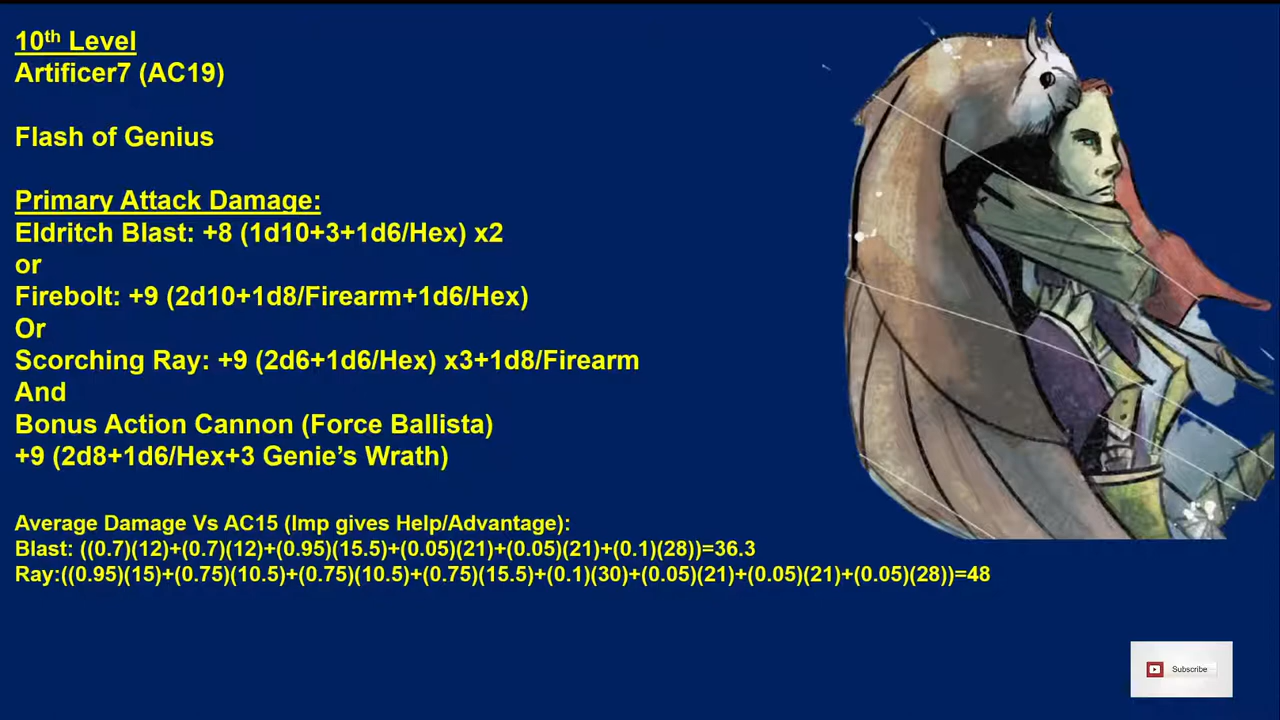 10th Level
Artificer7 (AC19)
Flash of Genius
Primary Attack Damage:
Eldritch Blast: +8 (1d10+3+1d6/Hex) x2
or
Firebolt: +9 (2d10+1d8/Firearm+1d6/Hex)
Or
Scorching Ray: +9 (2d6+1d6/Hex) x3+1d8/Firearm
And
Bonus Action Cannon (Force Ballista)
+9 (2d8+1d6/Hex+3 Genie's Wrath)
Average Damage Vs AC15 (Imp gives Help/Advantage):
Blast: ((0.7)(12)+(0.7)(12)+(0.95)(15.5)+(0.05)(21)+(0.05)(21)+(0.1)(28))=36.3
Ray:((0.95)(15)+(0.75)(10.5)+(0.75)(10.5)+(0.75)(15.5)+(0.1)(30)+(0.05)(21)+(0.05)(21)+(0.05)(28))=48
Subscribe